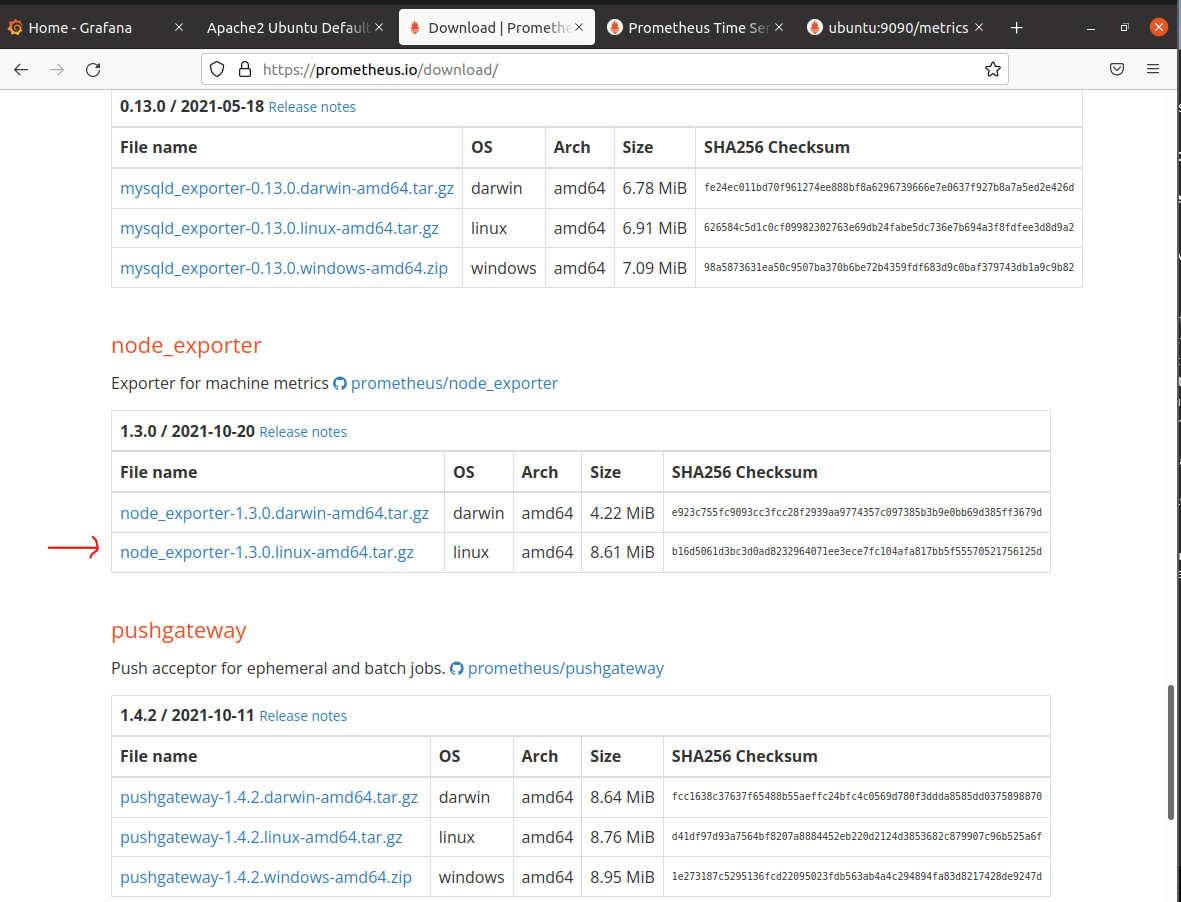 Home - Grafana
Apache2 Ubuntu Default
Download | Promethe
Prometheus Time Ser
ubuntu:9090/metrics
https://prometheus.io/download/
0.13.0 / 2021-05-18 Release notes
File name OS Arch Size SHA256 Checksum
mysqld_exporter-0.13.0.darwin-amd64.tar.gz darwin amd64 6.78 MiB fe24ec011bd70f961274ee888bf8a6296739666e7e0637f927b8a7a5ed2e426d
mysqld_exporter-0.13.0.linux-amd64.tar.gz linux amd64 6.91 MiB 626584c5d1c0cf09982302763e69db24fabe5dc736e7b694a3f8fdfee3d8d9a2
mysqld_exporter-0.13.0.windows-amd64.zip windows amd64 7.09 MiB 98a5873631ea50c9507ba370b6be72b4359fdf683d9c0baf379743db1a9c9b82
node_exporter
Exporter for machine metrics prometheus/node_exporter
1.3.0 / 2021-10-20 Release notes
File name OS Arch Size SHA256 Checksum
node_exporter-1.3.0.darwin-amd64.tar.gz darwin amd64 4.22 MiB e923c755fc9093cc3fcc28f2939aa9774357c097385b3b9e0bb69d385ff3679d
node_exporter-1.3.0.linux-amd64.tar.gz linux amd64 8.61 MiB b16d5061d3bc3d0ad8232964071ee3ece7fc104afa817bb5f55570521756125d
pushgateway
Push acceptor for ephemeral and batch jobs. prometheus/pushgateway
1.4.2 / 2021-10-11 Release notes
File name OS Arch Size SHA256 Checksum
pushgateway-1.4.2.darwin-amd64.tar.gz darwin amd64 8.64 MiB fcc1638c37637f65488b55aeffc24bfc4c0569d780f3ddda8585dd0375898870
pushgateway-1.4.2.linux-amd64.tar.gz linux amd64 8.76 MiB d41df97d93a7564bf8207a8884452eb220d2124d3853682c879907c96b525a6f
pushgateway-1.4.2.windows-amd64.zip windows amd64 8.95 MiB 1e273187c5295136fcd22095023fdb563ab4a4c294894fa83d8217428de9247d